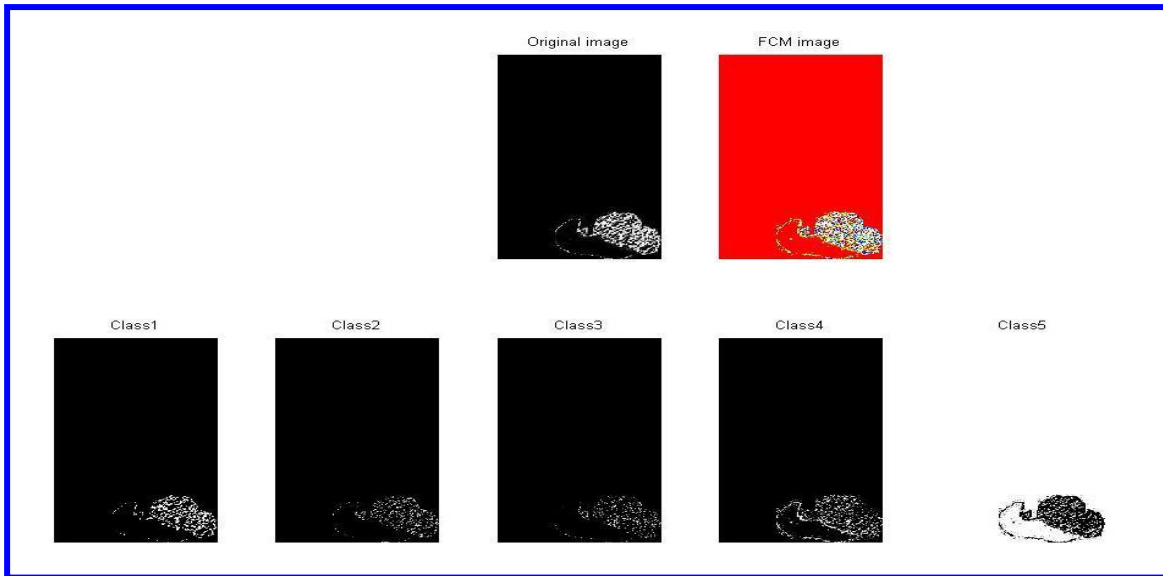 Original image
FCM image
Class1
Class2
Class3
Class4
Class5